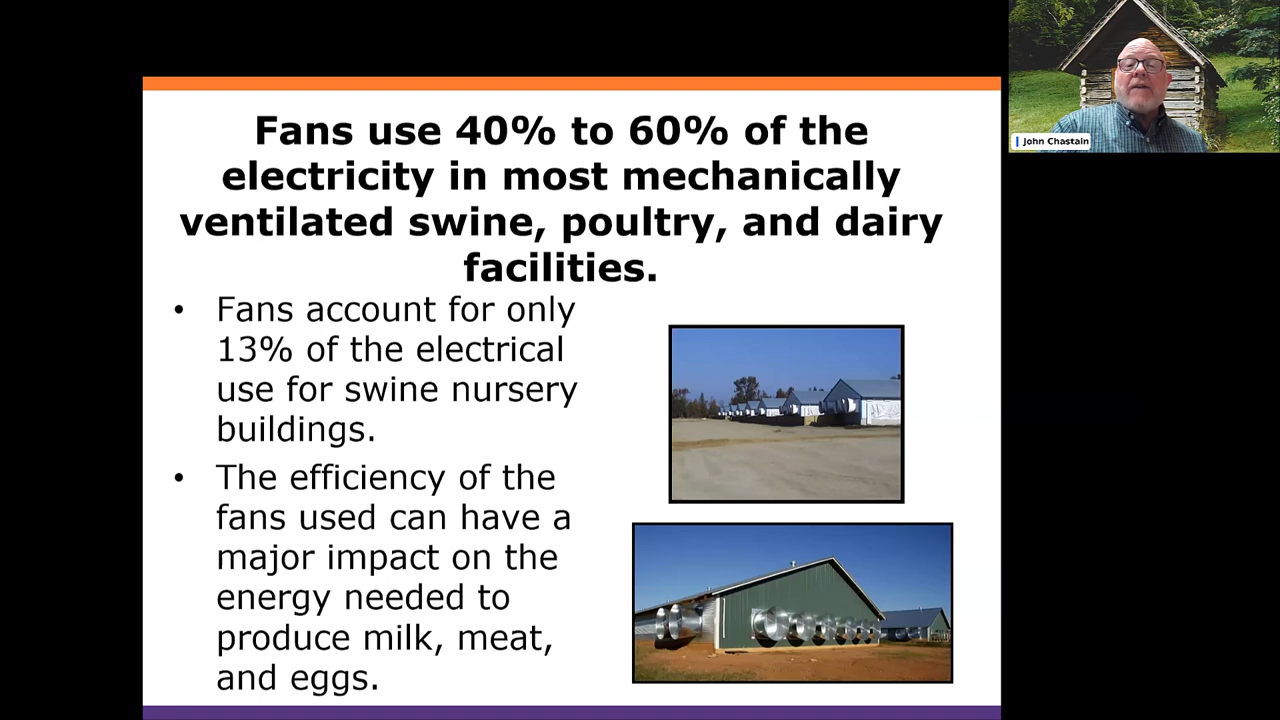 Fans use 40% to 60% of the
electricity in most mechanically
ventilated swine, poultry, and dairy
facilities.
• Fans account for only
13% of the electrical
use for swine nursery
buildings.
• The efficiency of the
fans used can have a
major impact on the
energy needed to
produce milk, meat,
and eggs.
John Chastain